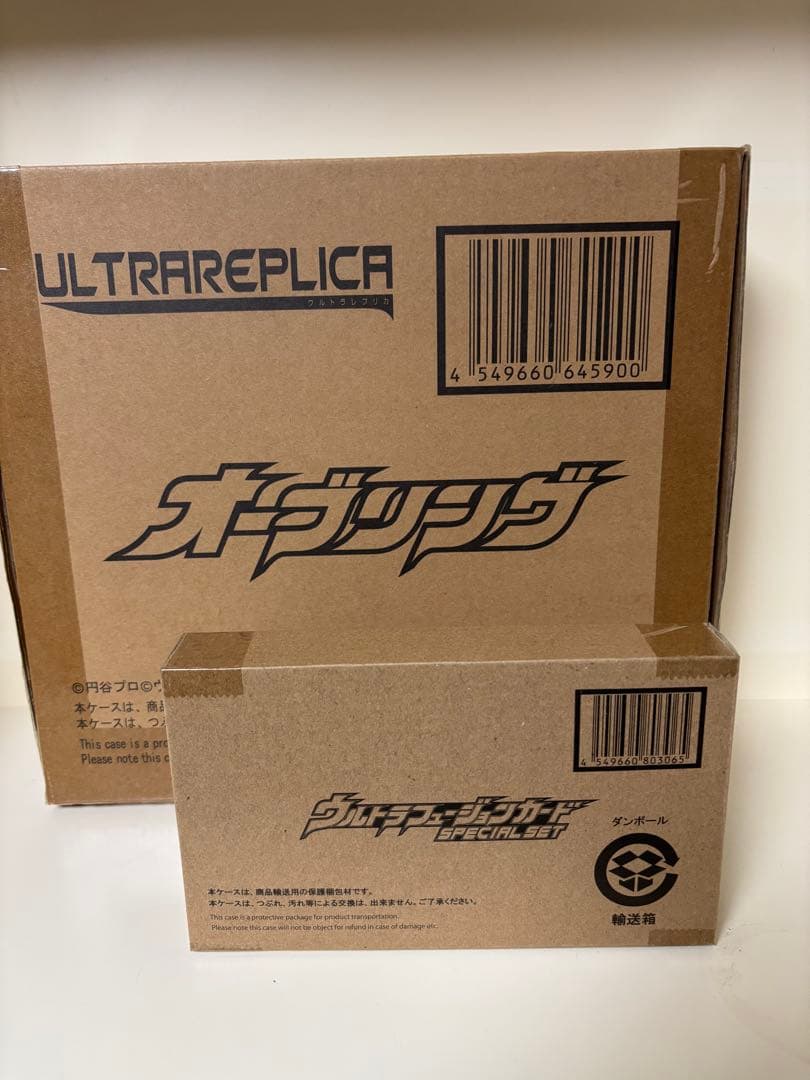 ULTRAREPLICA
ウルトラレプリカ
4 549660 645900
オーブリング
©円谷プロ©ウ
本ケースは、商品
本ケースは、つぶ
This case is a pro
Please note this c
4 549660 803065
ウルトラフュージョンカード
SPECIAL SET
ダンボール
輸送箱
本ケースは、商品輸送用の保護梱包材です。
本ケースは、つぶれ、汚れ等による交換は、出来ません。ご了承ください。
This case is a protective package for product transportation.
Please note this case will not be object for refund in case of damage etc.